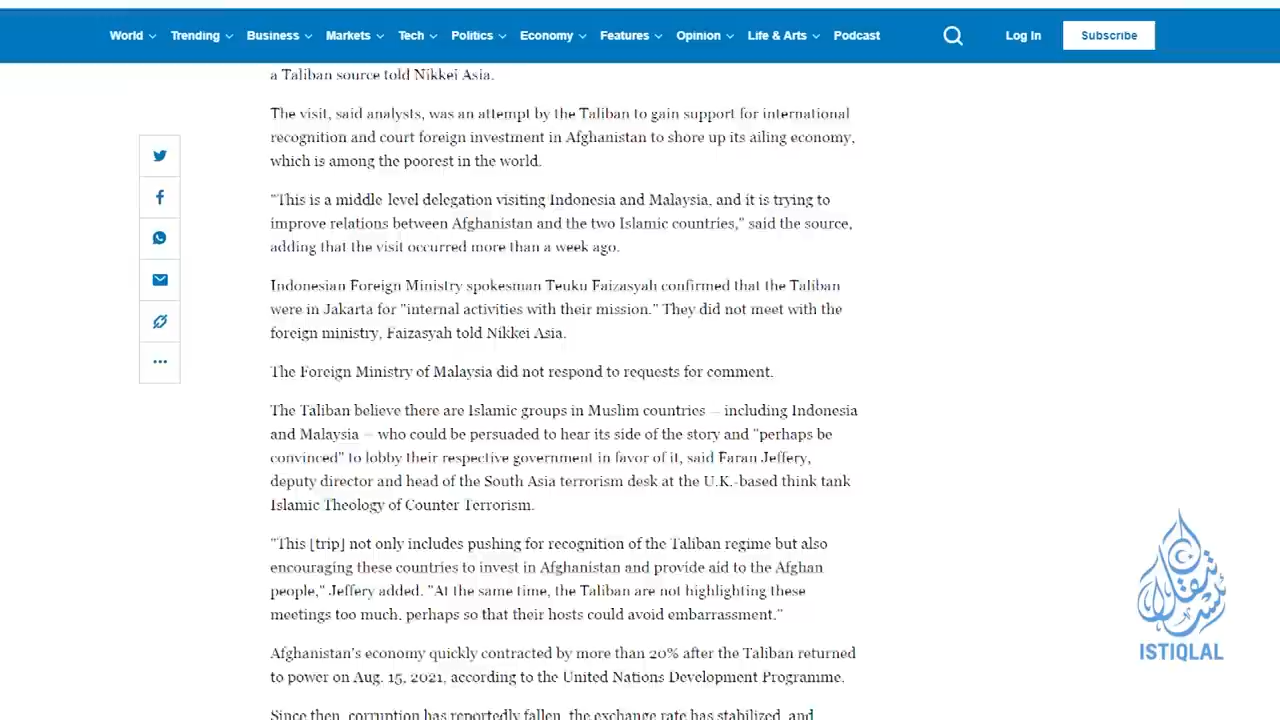 World Trending Business Markets Tech Politics Economy Features Opinion Life & Arts Podcast Log In Subscribe
a Taliban source told Nikkei Asia.
The visit, said analysts, was an attempt by the Taliban to gain support for international
recognition and court foreign investment in Afghanistan to shore up its ailing economy,
which is among the poorest in the world.
"This is a middle-level delegation visiting Indonesia and Malaysia, and it is trying to
improve relations between Afghanistan and the two Islamic countries," said the source,
adding that the visit occurred more than a week ago.
Indonesian Foreign Ministry spokesman Teuku Faizasyah confirmed that the Taliban
were in Jakarta for "internal activities with their mission." They did not meet with the
foreign ministry, Faizasyah told Nikkei Asia.
The Foreign Ministry of Malaysia did not respond to requests for comment.
The Taliban believe there are Islamic groups in Muslim countries — including Indonesia
and Malaysia — who could be persuaded to hear its side of the story and "perhaps be
convinced" to lobby their respective government in favor of it, said Faran Jeffery,
deputy director and head of the South Asia terrorism desk at the U.K.-based think tank
Islamic Theology of Counter Terrorism.
"This [trip] not only includes pushing for recognition of the Taliban regime but also
encouraging these countries to invest in Afghanistan and provide aid to the Afghan
people," Jeffery added. "At the same time, the Taliban are not highlighting these
meetings too much, perhaps so that their hosts could avoid embarrassment."
ISTIQLAL
Afghanistan's economy quickly contracted by more than 20% after the Taliban returned
to power on Aug. 15, 2021, according to the United Nations Development Programme.
Since then, corruption has reportedly fallen, the exchange rate has stabilized, and